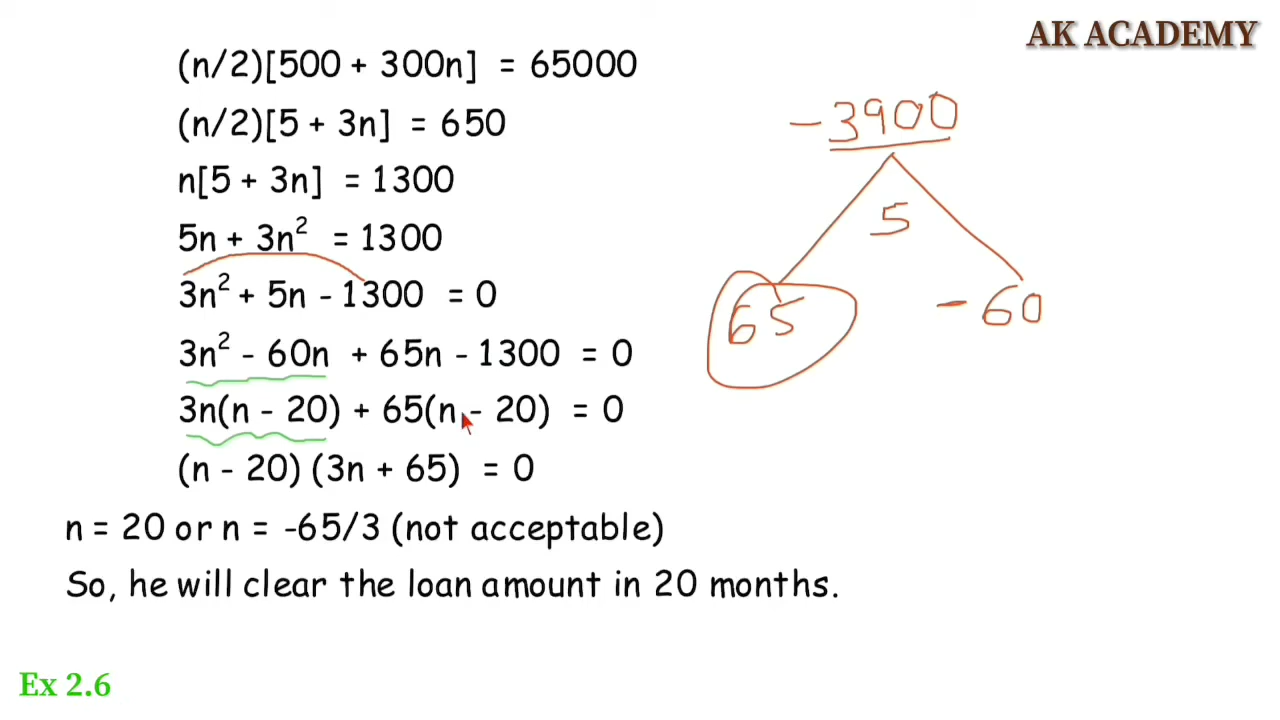 AK ACADEMY
(n/2)[500 + 300n] = 65000
(n/2)[5 + 3n] = 650
n[5 + 3n] = 1300
5n + 3n² = 1300
3n² + 5n - 1300 = 0
3n² - 60n + 65n - 1300 = 0
3n(n - 20) + 65(n - 20) = 0
(n - 20) (3n + 65) = 0
n = 20 or n = -65/3 (not acceptable)
So, he will clear the loan amount in 20 months.
-3900
5
65 -60
Ex 2.6